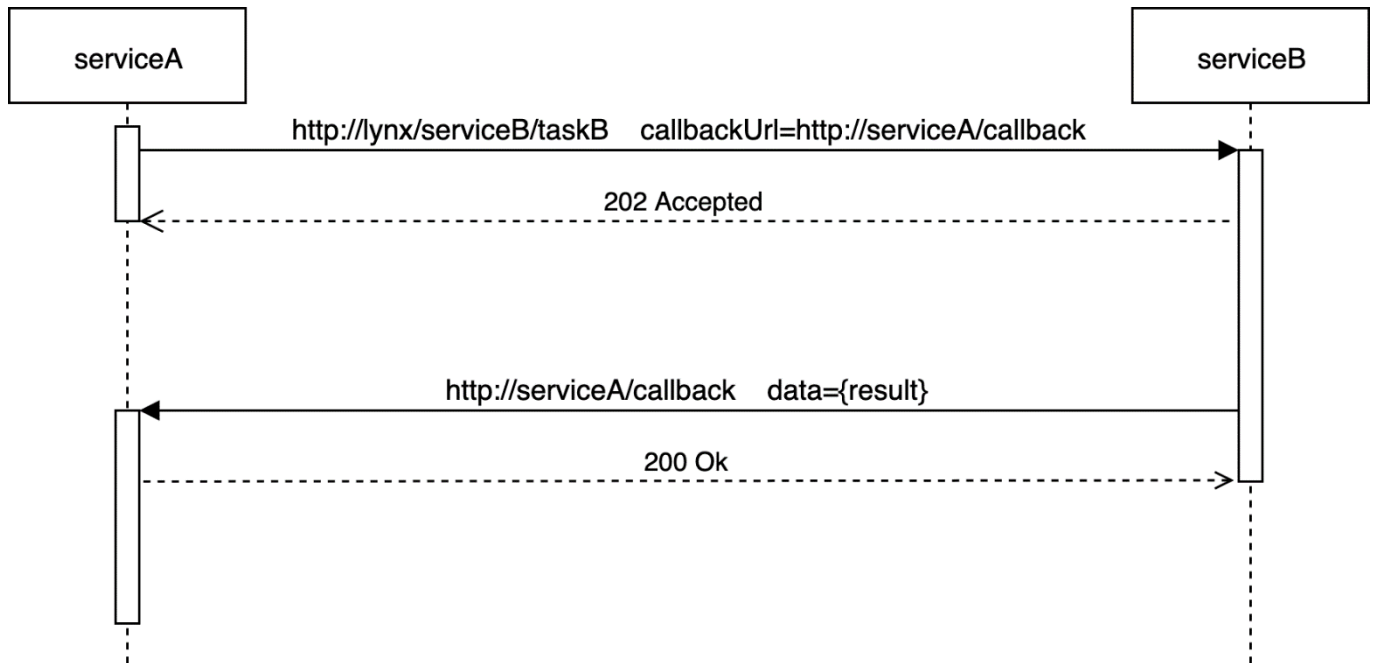 serviceA
serviceB
http://lynx/serviceB/taskB callbackUrl=http://serviceA/callback
202 Accepted
http://serviceA/callback data={result}
200 Ok